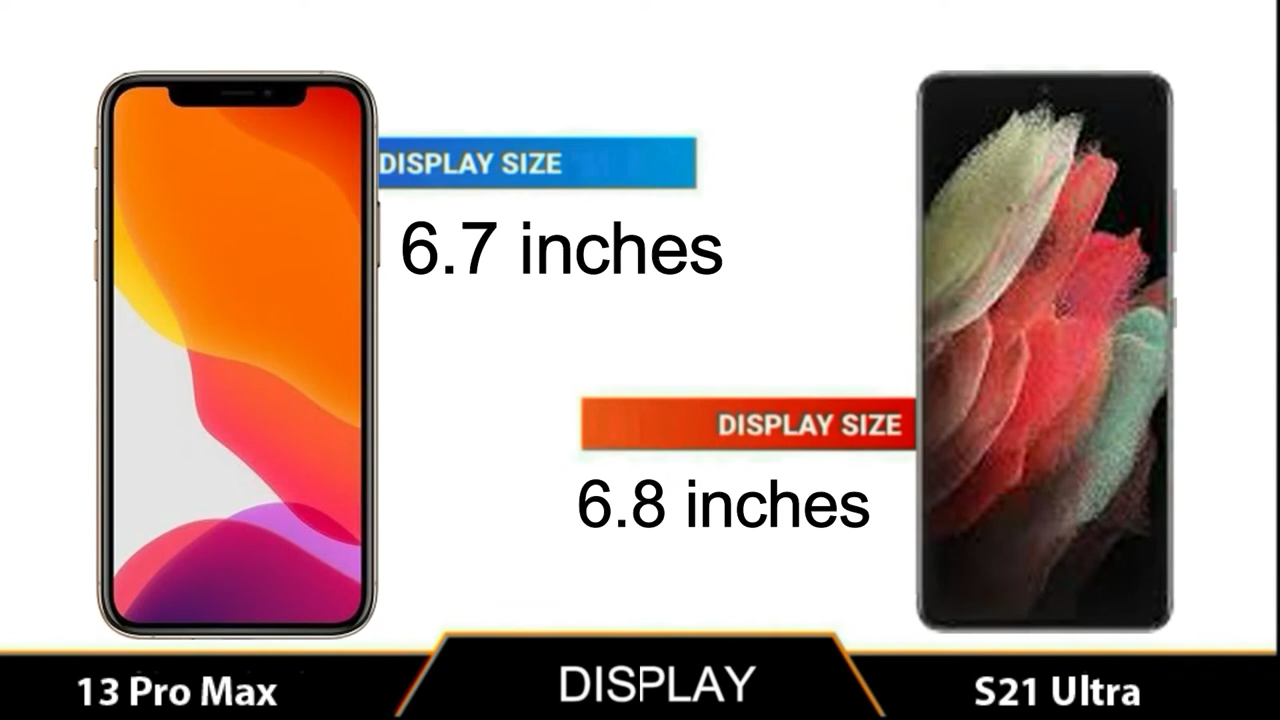 DISPLAY SIZE
6.7 inches
DISPLAY SIZE
6.8 inches
13 Pro Max
DISPLAY
S21 Ultra